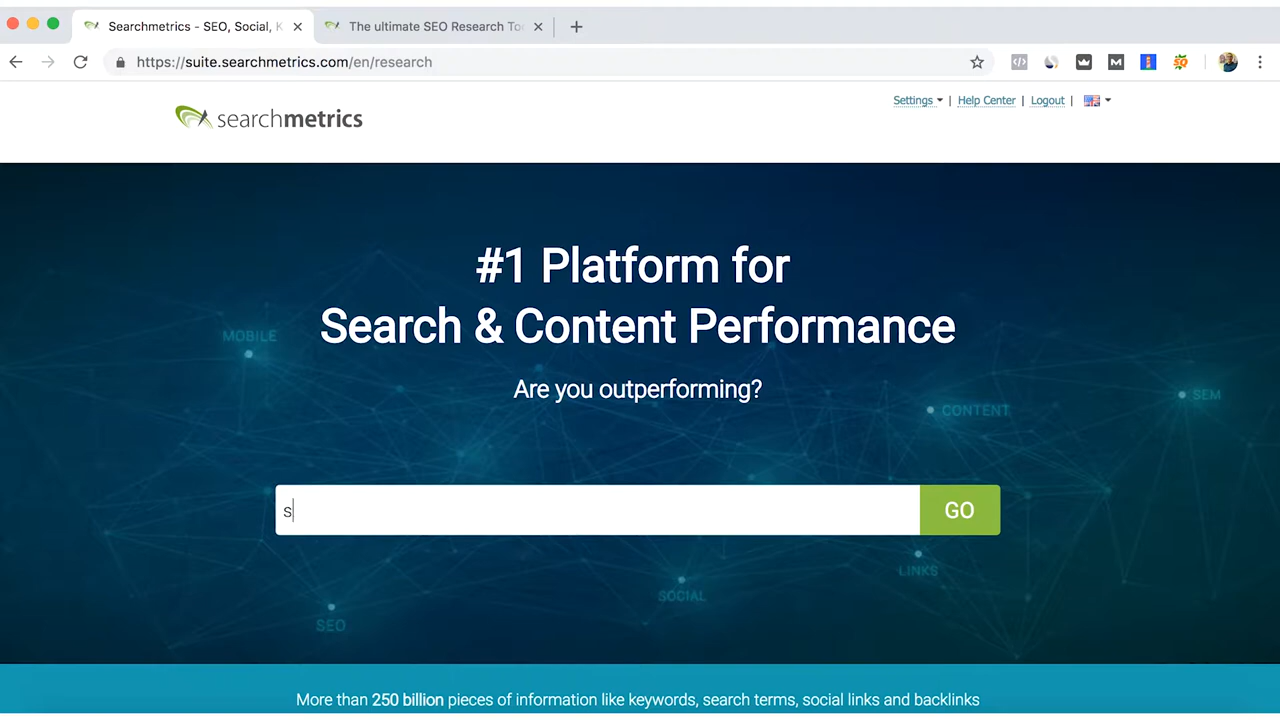 Searchmetrics - SEO, Social, K
The ultimate SEO Research Too
https://suite.searchmetrics.com/en/research
Settings | Help Center | Logout |
searchmetrics
#1 Platform for
Search & Content Performance
Are you outperforming?
MOBILE
CONTENT
SEM
s
GO
LINKS
SOCIAL
SEO
More than 250 billion pieces of information like keywords, search terms, social links and backlinks